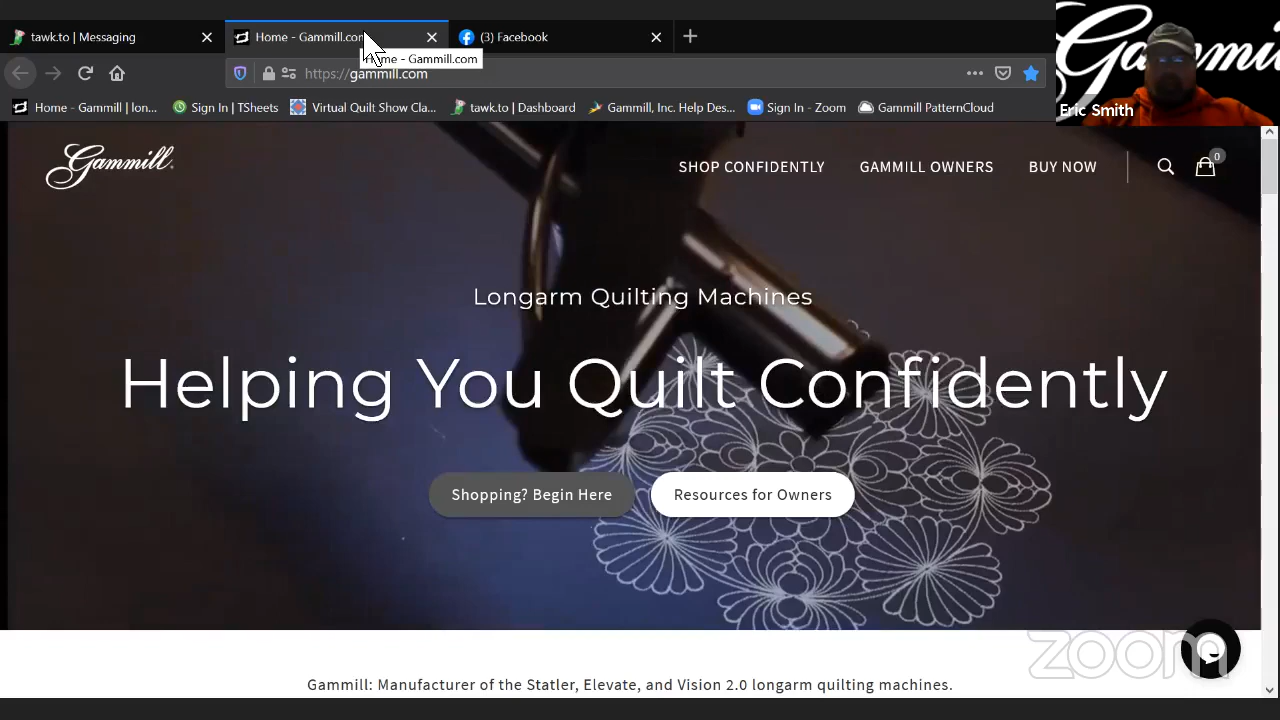 tawk.to | Messaging
Home - Gammill.com
(3) Facebook
Home - Gammill.com
https://gammill.com
Home - Gammill | lon...
Sign In | TSheets
Virtual Quilt Show Cla...
tawk.to | Dashboard
Gammill, Inc. Help Des...
Sign In - Zoom
Gammill PatternCloud
Eric Smith
Gammill
SHOP CONFIDENTLY
GAMMILL OWNERS
BUY NOW
0
Longarm Quilting Machines
Helping You Quilt Confidently
Shopping? Begin Here
Resources for Owners
zoom
Gammill: Manufacturer of the Statler, Elevate, and Vision 2.0 longarm quilting machines.